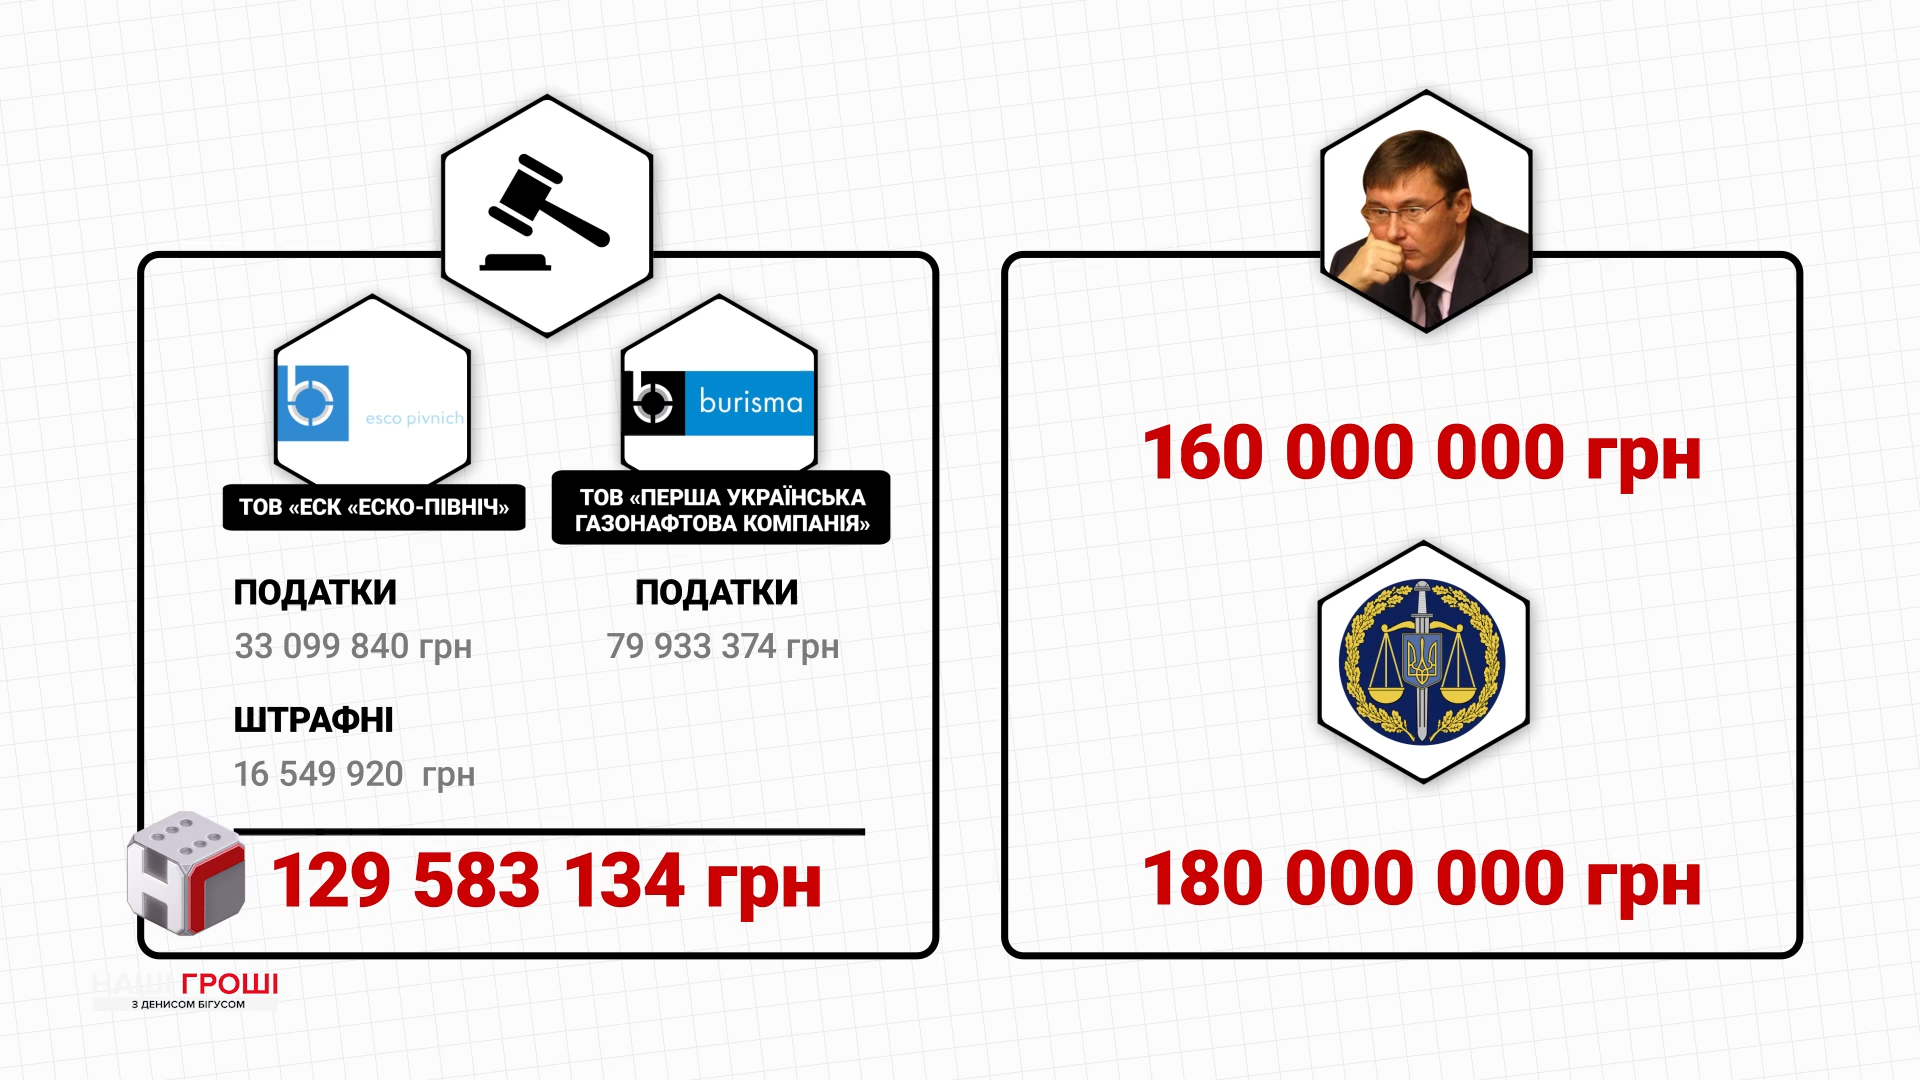 esco pivnich
burisma
ТОВ «ЕСК «ЕСКО-ПІВНІЧ»
ТОВ «ПЕРША УКРАЇНСЬКА
ГАЗОНАФТОВА КОМПАНІЯ»
ПОДАТКИ
33 099 840 грн
ПОДАТКИ
79 933 374 грн
ШТРАФНІ
16 549 920 грн
129 583 134 грн
160 000 000 грн
180 000 000 грн
НАШІ ГРОШІ
З ДЕНИСОМ БІГУСОМ